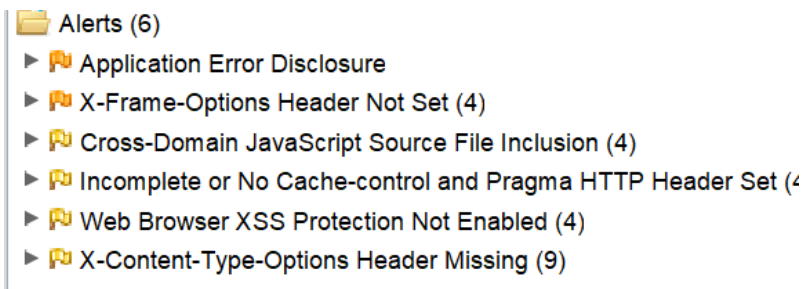 Alerts (6)
Application Error Disclosure
X-Frame-Options Header Not Set (4)
Cross-Domain JavaScript Source File Inclusion (4)
Incomplete or No Cache-control and Pragma HTTP Header Set (4
Web Browser XSS Protection Not Enabled (4)
X-Content-Type-Options Header Missing (9)